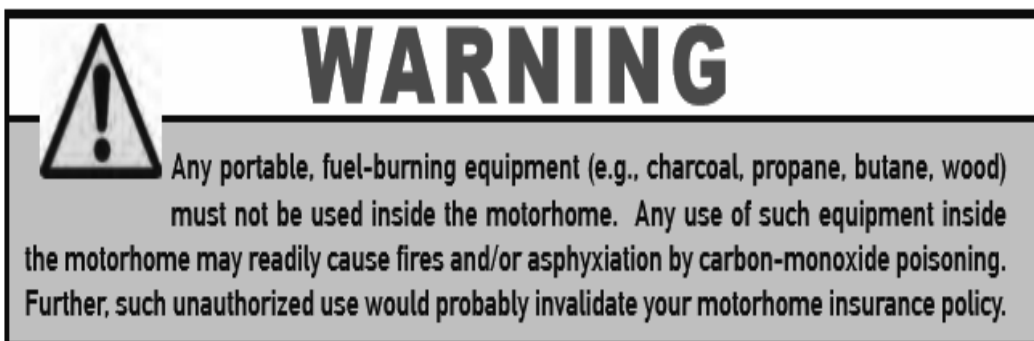 WARNING
Any portable, fuel-burning equipment (e.g., charcoal, propane, butane, wood)
must not be used inside the motorhome. Any use of such equipment inside
the motorhome may readily cause fires and/or asphyxiation by carbon-monoxide poisoning.
Further, such unauthorized use would probably invalidate your motorhome insurance policy.